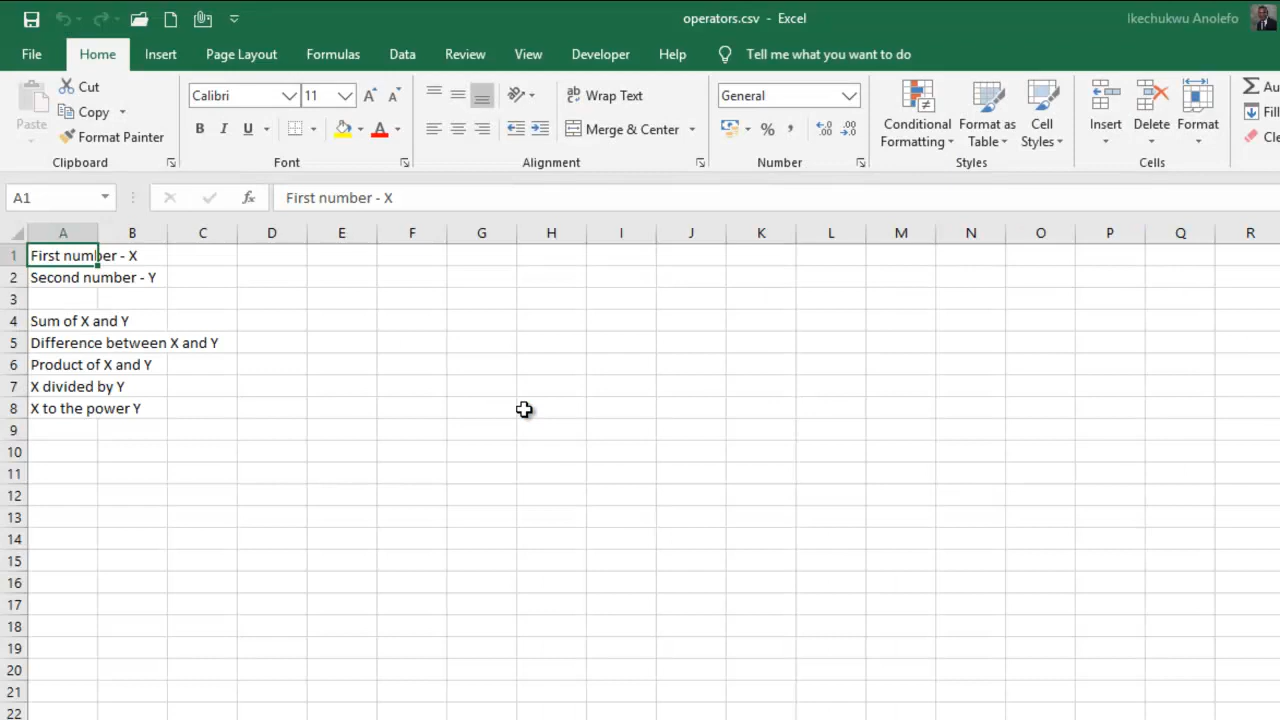 operators.csv - Excel
Ikechukwu Anolefo
File Home Insert Page Layout Formulas Data Review View Developer Help Tell me what you want to do
Paste
Cut
Copy
Format Painter
Clipboard
Calibri 11 A A
B I U A
Font
ab Wrap Text
Merge & Center
Alignment
General
% , .00
Number
Conditional Formatting
Format as Table
Cell Styles
Styles
Insert Delete Format
Cells
Σ Au
Fill
Cle
A1 fx First number - X
A B C D E F G H I J K L M N O P Q R
1 First number - X
2 Second number - Y
3
4 Sum of X and Y
5 Difference between X and Y
6 Product of X and Y
7 X divided by Y
8 X to the power Y
9
10
11
12
13
14
15
16
17
18
19
20
21
22